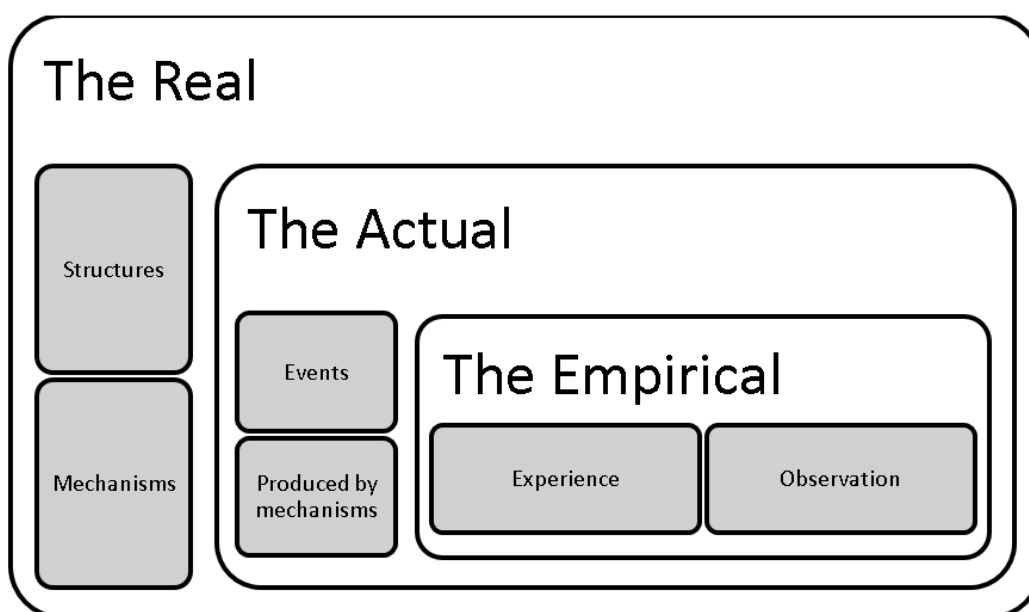 The Real
Structures
Mechanisms
The Actual
Events
Produced by
mechanisms
The Empirical
Experience
Observation